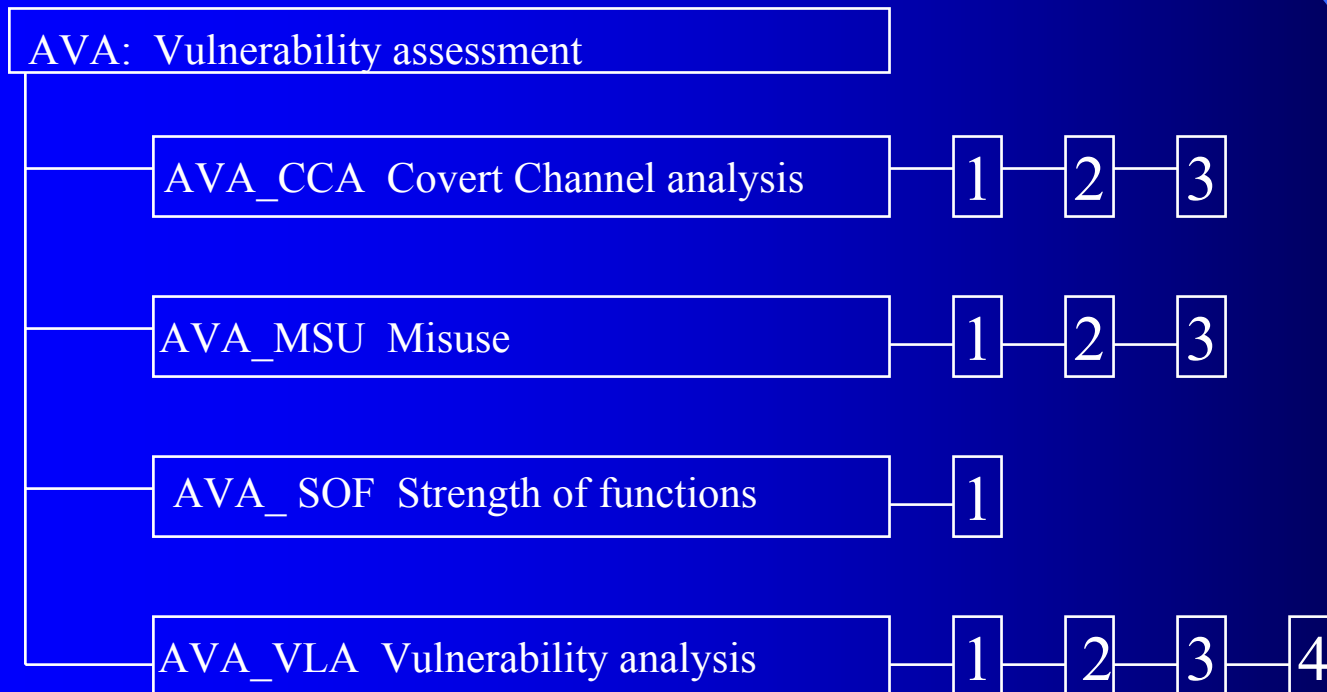 AVA: Vulnerability assessment
AVA_CCA Covert Channel analysis 1 2 3
AVA_MSU Misuse 1 2 3
AVA_ SOF Strength of functions 1
AVA_VLA Vulnerability analysis 1 2 3 4